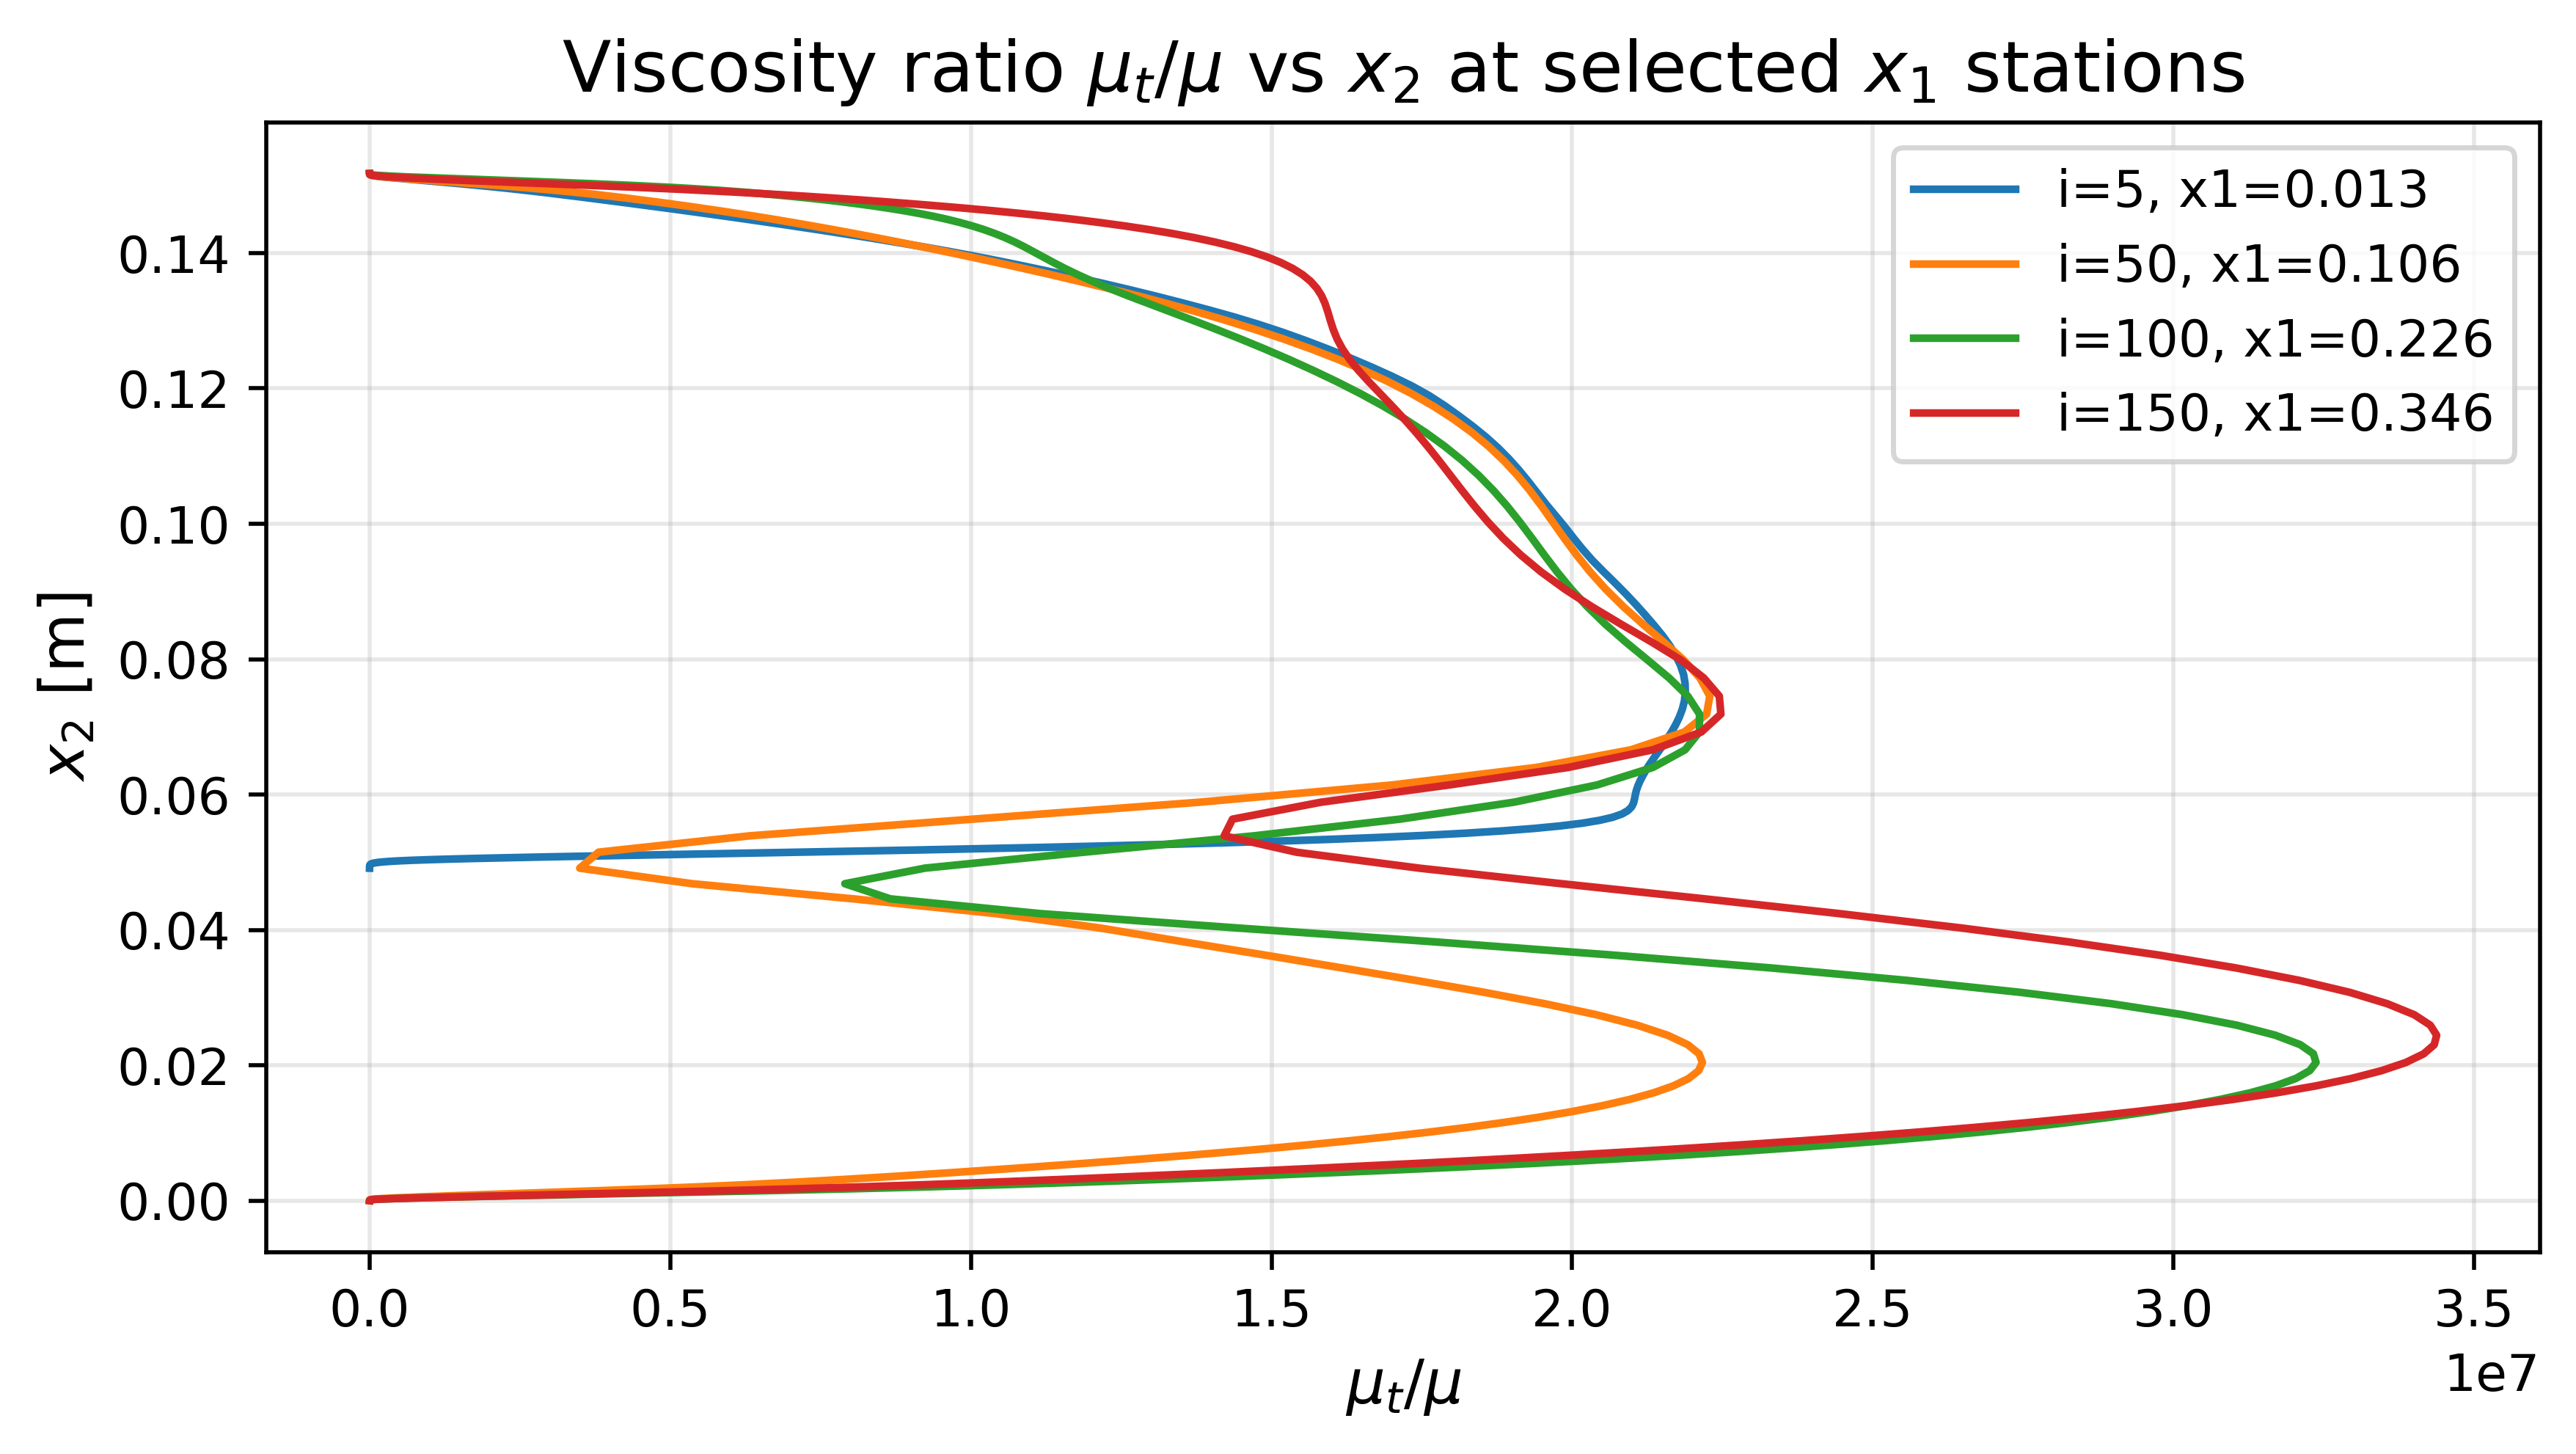 Viscosity ratio μₜ/μ vs x₂ at selected x₁ stations
i=5, x1=0.013
i=50, x1=0.106
i=100, x1=0.226
i=150, x1=0.346
x₂ [m]
0.14
0.12
0.10
0.08
0.06
0.04
0.02
0.00
0.0 0.5 1.0 1.5 2.0 2.5 3.0 3.5
1e7
μₜ/μ